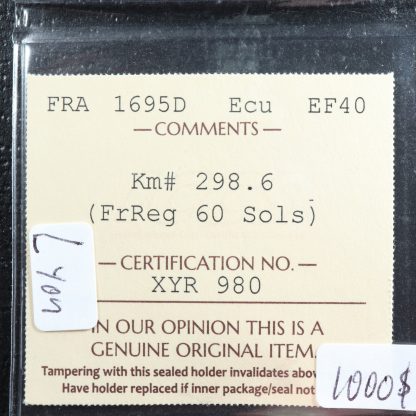 FRA 1695D Ecu EF40
—COMMENTS—
Km# 298.6
(FrReg 60 Sols)
Lyon
—CERTIFICATION NO.—
XYR 980
IN OUR OPINION THIS IS A
GENUINE ORIGINAL ITEM.
Tampering with this sealed holder invalidates abov
Have holder replaced if inner package/seal not
1000$